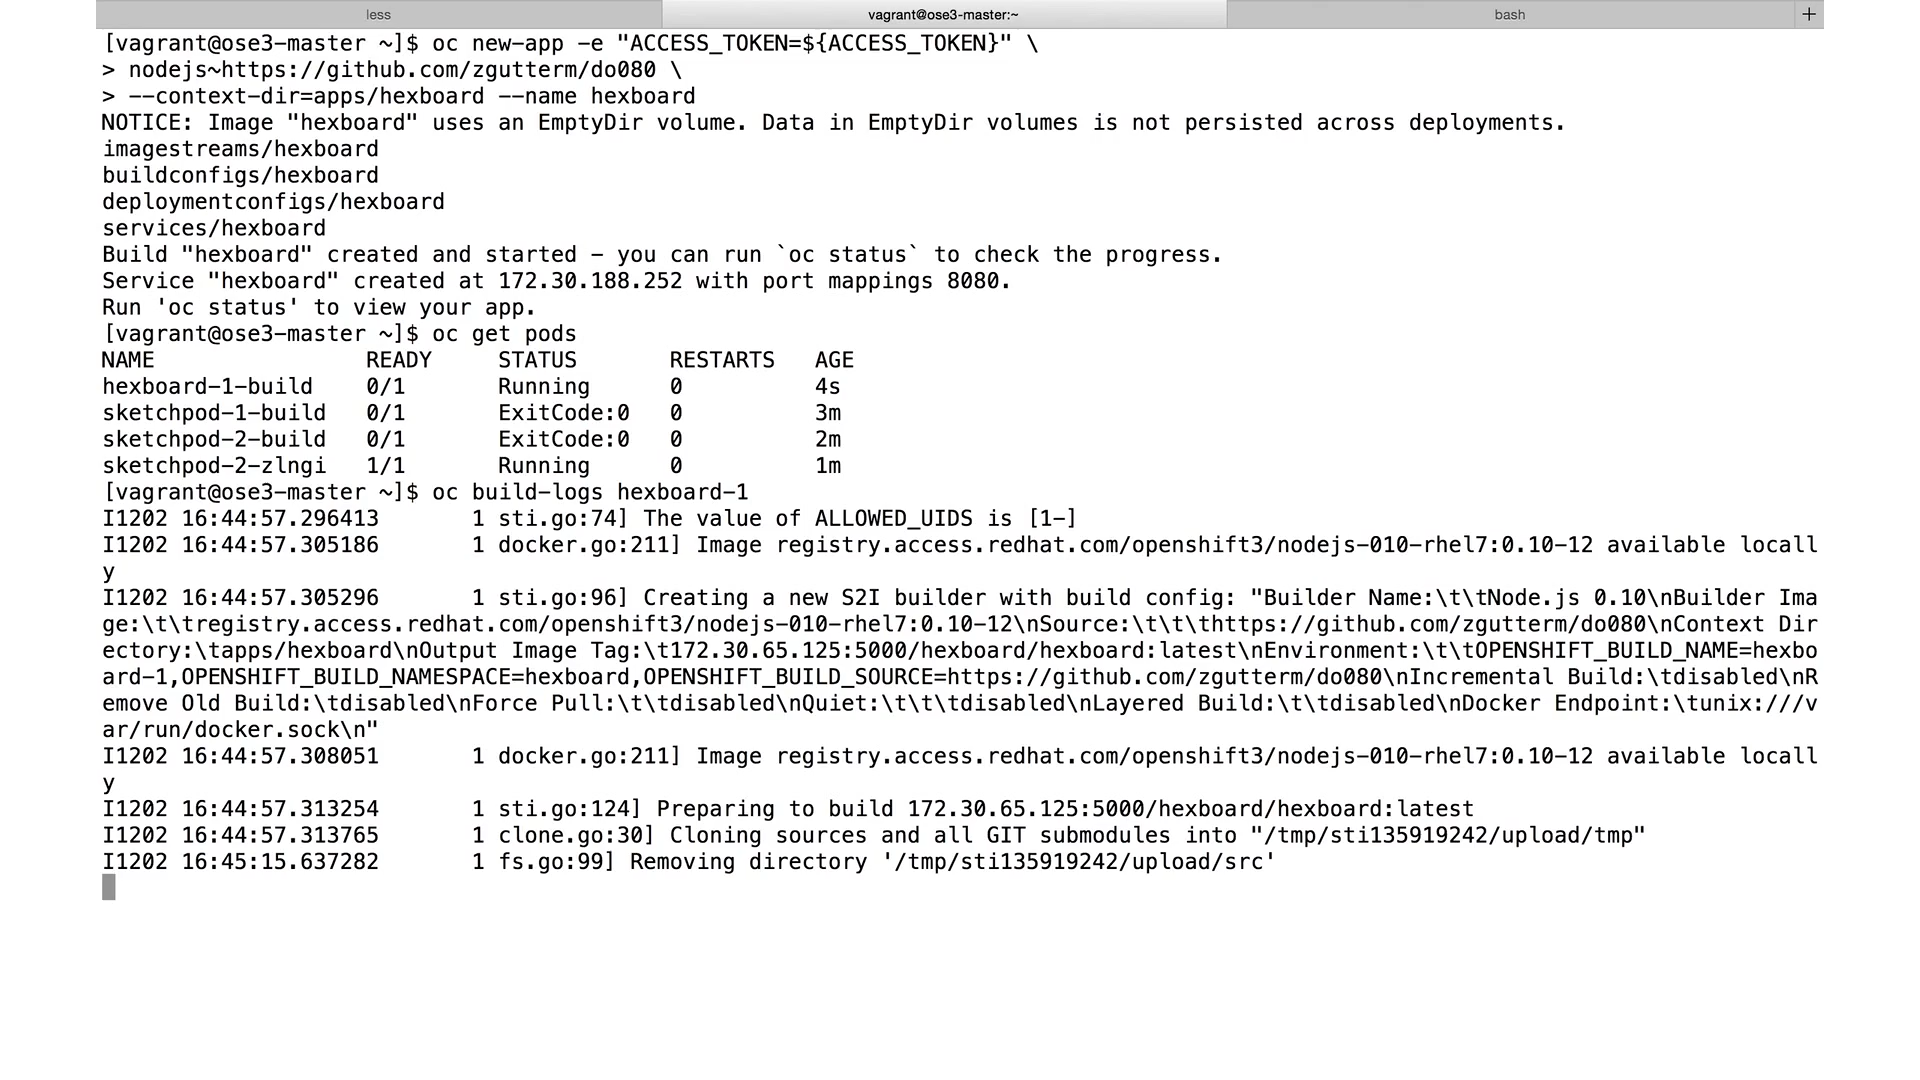 less
vagrant@ose3-master:~
bash
+
[vagrant@ose3-master ~]$ oc new-app -e "ACCESS_TOKEN=${ACCESS_TOKEN}" \
> nodejs~https://github.com/zgutterm/do080 \
> --context-dir=apps/hexboard --name hexboard
NOTICE: Image "hexboard" uses an EmptyDir volume. Data in EmptyDir volumes is not persisted across deployments.
imagestreams/hexboard
buildconfigs/hexboard
deploymentconfigs/hexboard
services/hexboard
Build "hexboard" created and started - you can run `oc status` to check the progress.
Service "hexboard" created at 172.30.188.252 with port mappings 8080.
Run 'oc status' to view your app.
[vagrant@ose3-master ~]$ oc get pods
NAME                READY     STATUS       RESTARTS   AGE
hexboard-1-build    0/1       Running      0          4s
sketchpod-1-build   0/1       ExitCode:0   0          3m
sketchpod-2-build   0/1       ExitCode:0   0          2m
sketchpod-2-zlngi   1/1       Running      0          1m
[vagrant@ose3-master ~]$ oc build-logs hexboard-1
I1202 16:44:57.296413       1 sti.go:74] The value of ALLOWED_UIDS is [1-]
I1202 16:44:57.305186       1 docker.go:211] Image registry.access.redhat.com/openshift3/nodejs-010-rhel7:0.10-12 available locall
y
I1202 16:44:57.305296       1 sti.go:96] Creating a new S2I builder with build config: "Builder Name:\t\tNode.js 0.10\nBuilder Ima
ge:\t\tregistry.access.redhat.com/openshift3/nodejs-010-rhel7:0.10-12\nSource:\t\t\thttps://github.com/zgutterm/do080\nContext Dir
ectory:\tapps/hexboard\nOutput Image Tag:\t172.30.65.125:5000/hexboard/hexboard:latest\nEnvironment:\t\tOPENSHIFT_BUILD_NAME=hexbo
ard-1,OPENSHIFT_BUILD_NAMESPACE=hexboard,OPENSHIFT_BUILD_SOURCE=https://github.com/zgutterm/do080\nIncremental Build:\tdisabled\nR
emove Old Build:\tdisabled\nForce Pull:\t\tdisabled\nQuiet:\t\t\tdisabled\nLayered Build:\t\tdisabled\nDocker Endpoint:\tunix:///v
ar/run/docker.sock\n"
I1202 16:44:57.308051       1 docker.go:211] Image registry.access.redhat.com/openshift3/nodejs-010-rhel7:0.10-12 available locall
y
I1202 16:44:57.313254       1 sti.go:124] Preparing to build 172.30.65.125:5000/hexboard/hexboard:latest
I1202 16:44:57.313765       1 clone.go:30] Cloning sources and all GIT submodules into "/tmp/sti135919242/upload/tmp"
I1202 16:45:15.637282       1 fs.go:99] Removing directory '/tmp/sti135919242/upload/src'